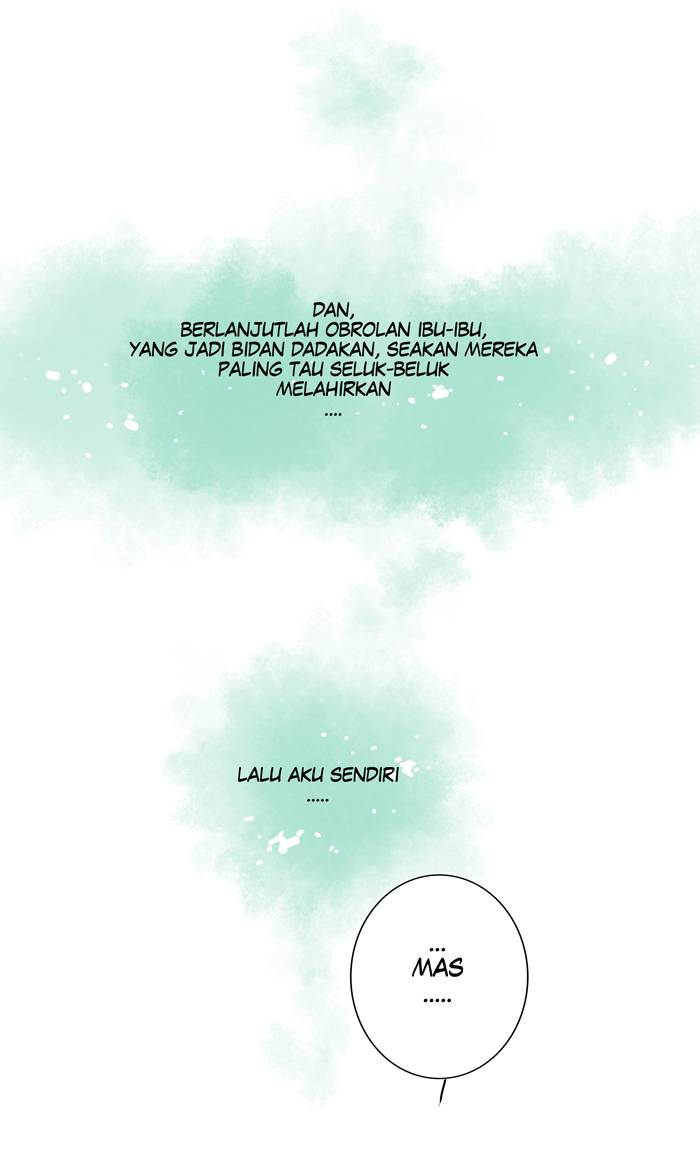 DAN,
BERLANJUTLAH OBROLAN IBU-IBU,
YANG JADI BIDAN DADAKAN, SEAKAN MEREKA
PALING TAU SELUK-BELUK
MELAHIRKAN
....
LALU AKU SENDIRI
.....
...
MAS
.....